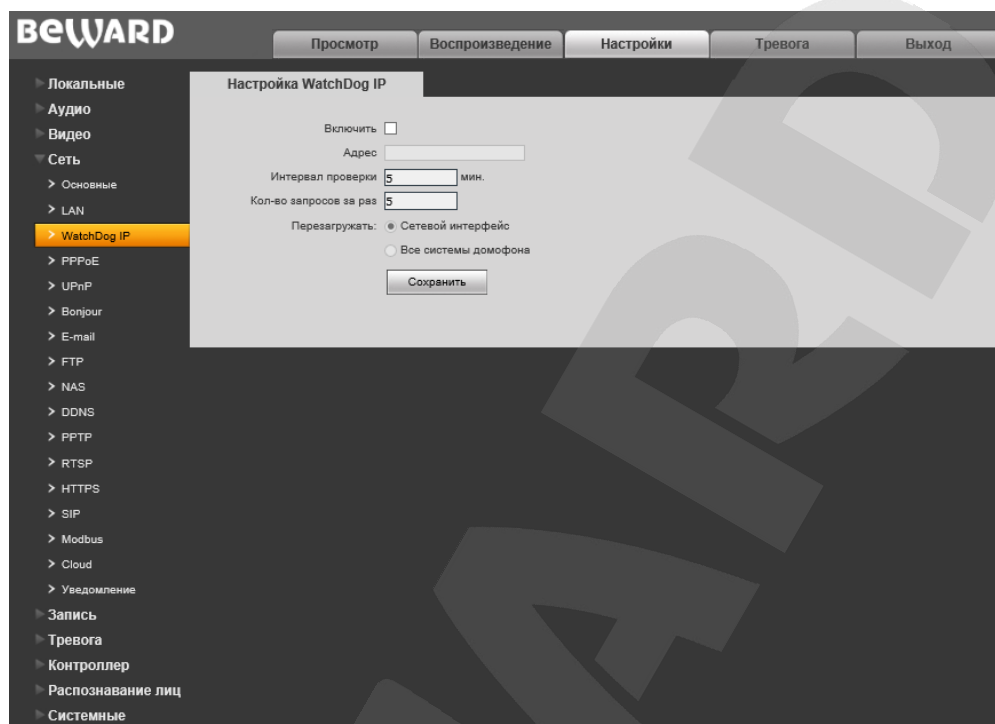 BEWARD
Просмотр
Воспроизведение
Настройки
Тревога
Выход
Локальные
Аудио
Видео
Сеть
Основные
LAN
WatchDog IP
PPPoE
UPnP
Bonjour
E-mail
FTP
NAS
DDNS
PPTP
RTSP
HTTPS
SIP
Modbus
Cloud
Уведомление
Запись
Тревога
Контроллер
Распознавание лиц
Системные
Настройка WatchDog IP
Включить
Адрес
Интервал проверки 5 мин.
Кол-во запросов за раз 5
Перезагружать: Сетевой интерфейс
Все системы домофона
Сохранить